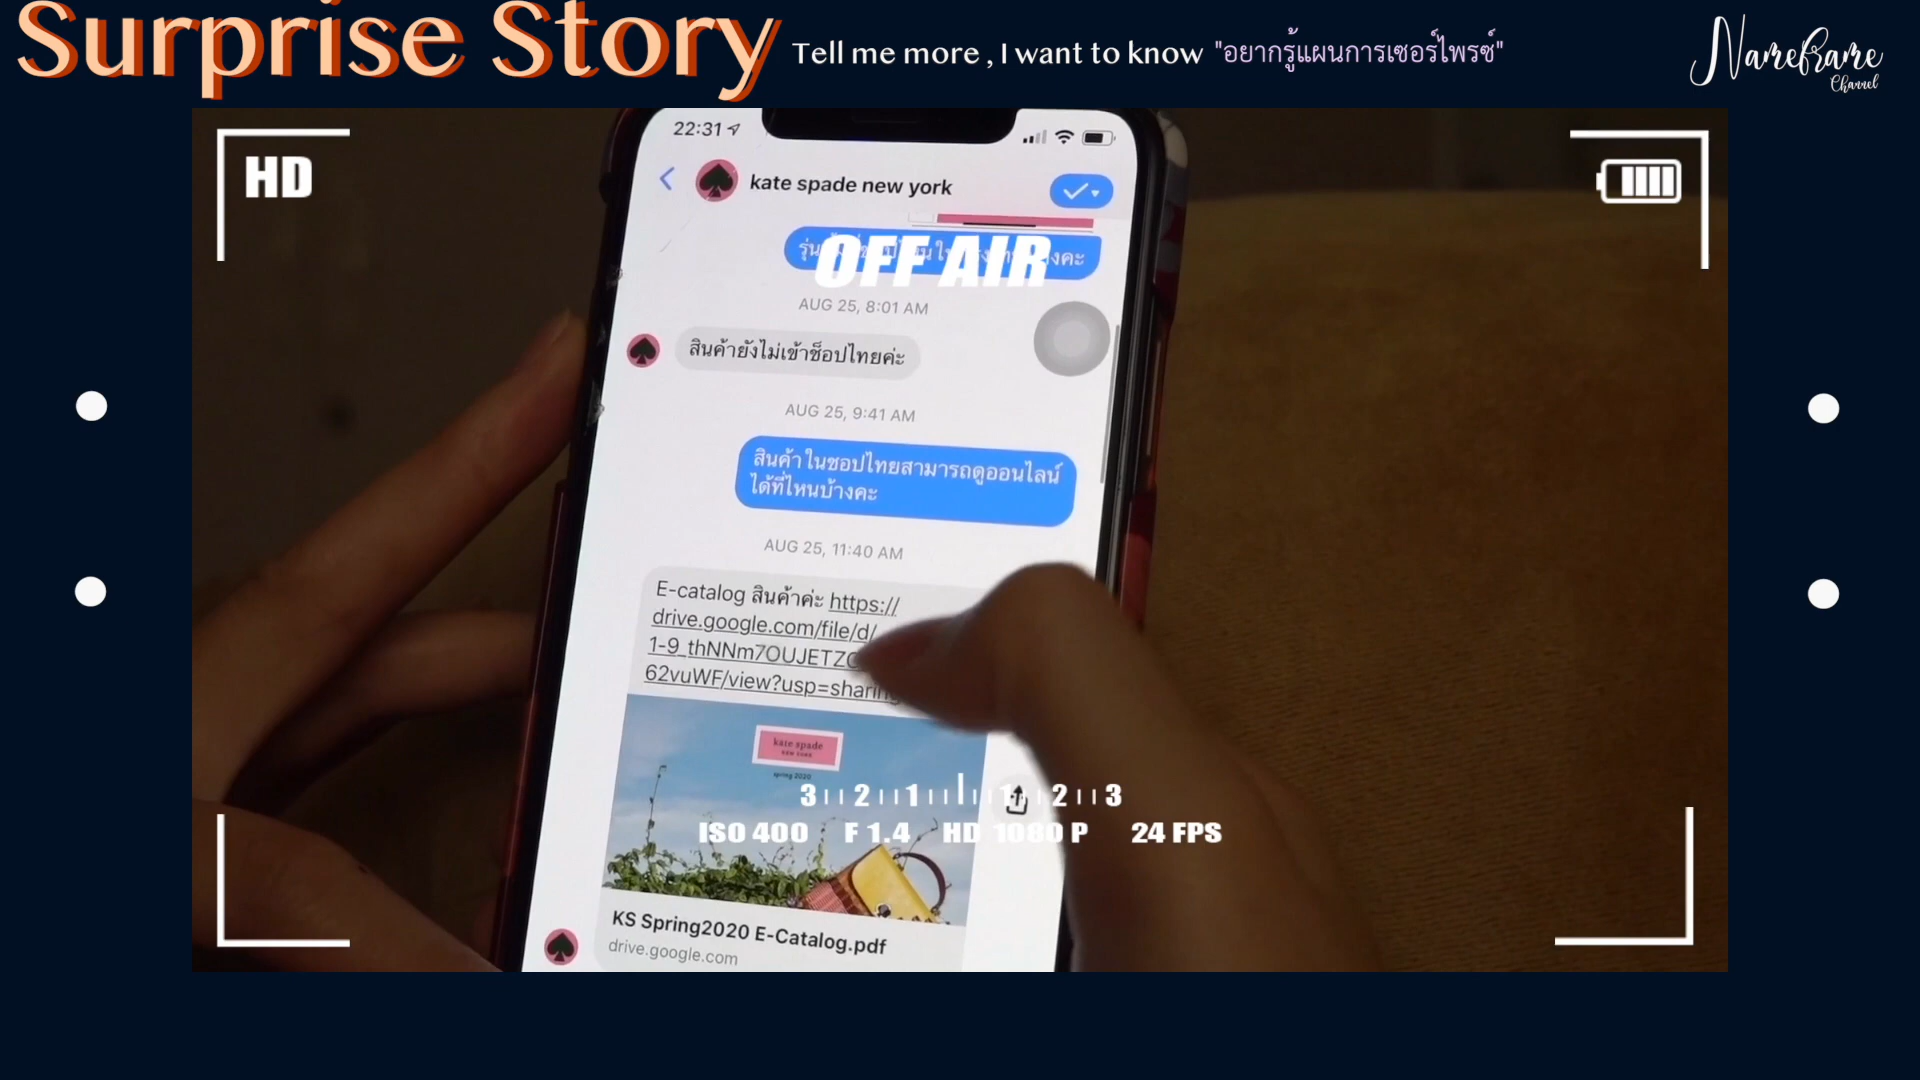 Surprise Story
Tell me more , I want to know "อยากรู้แผนการเซอร์ไพรซ์"
Nameframe
Channel
HD
22:31
kate spade new york
OFF AIR
AUG 25, 8:01 AM
สินค้ายังไม่เข้าช็อปไทยค่ะ
AUG 25, 9:41 AM
สินค้าในชอปไทยสามารถดูออนไลน์
ได้ที่ไหนบ้างคะ
AUG 25, 11:40 AM
E-catalog สินค้าค่ะ https://
drive.google.com/file/d/
1-9_thNNm7OUJETZ
62vuWF/view?usp=sharing
kate spade
NEW YORK
spring 2020
3 2 1 1 2 3
ISO 400 F 1.4 HD 1080 P 24 FPS
KS Spring2020 E-Catalog.pdf
drive.google.com